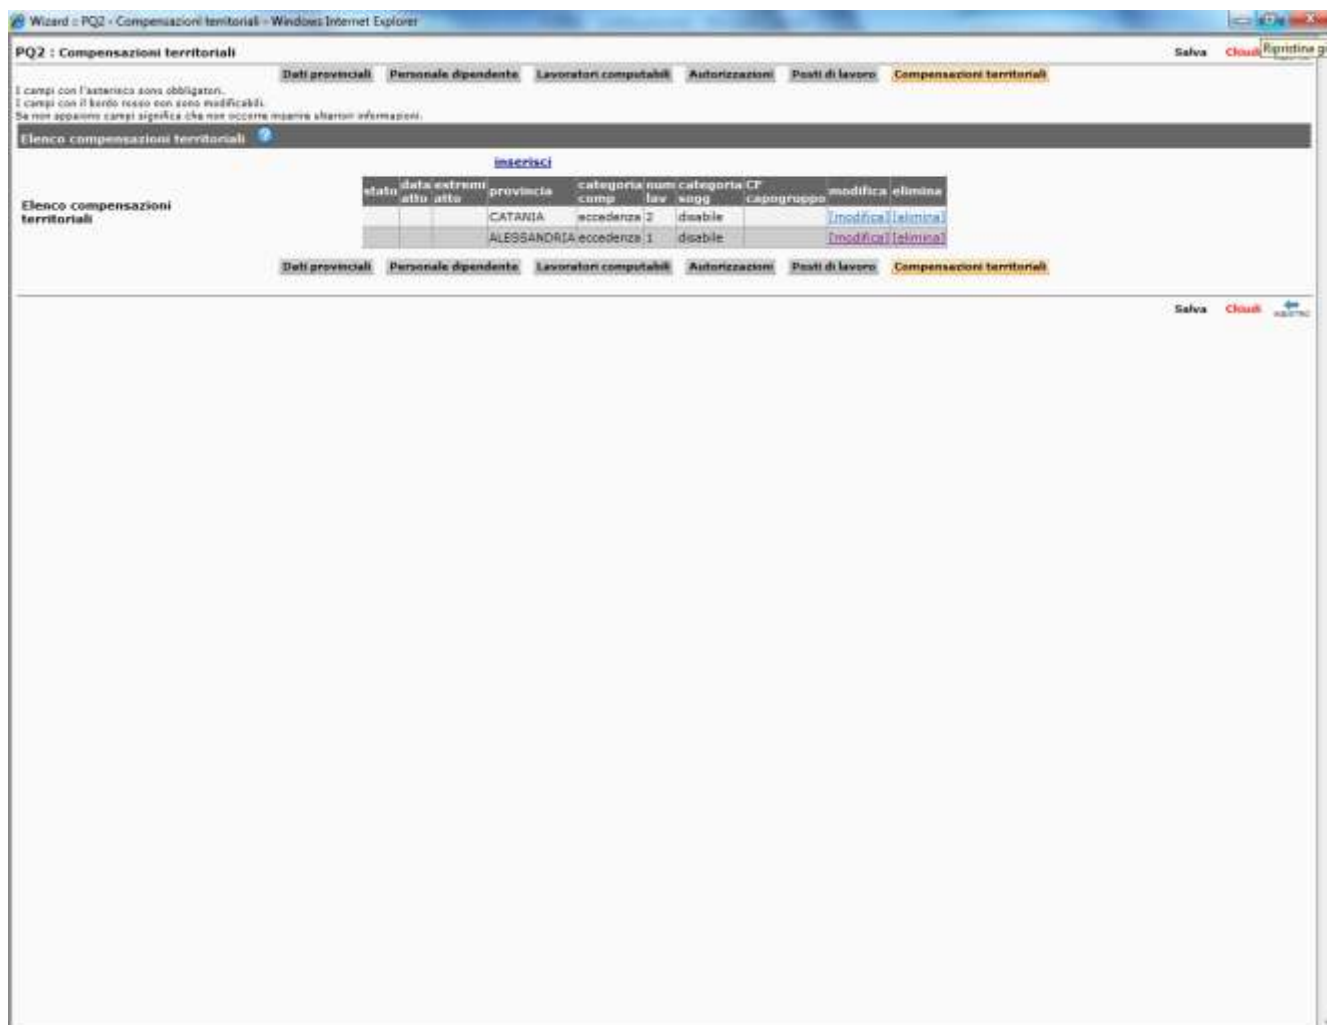 Wizard :: PQ2 - Compensazioni territoriali - Windows Internet Explorer
PQ2 : Compensazioni territoriali
Salva Chiudi Ripristina g
Dati provinciali Personale dipendente Lavoratori computabili Autorizzazioni Posti di lavoro Compensazioni territoriali
I campi con l'asterisco sono obbligatori.
I campi con il bordo rosso non sono modificabili.
Se non appaiono campi significa che non occorre inserire ulteriori informazioni.
Elenco compensazioni territoriali ?
inserisci
Elenco compensazioni territoriali
stato data atto estremi atto provincia categoria comp num lav categoria sogg CF capogruppo modifica elimina
CATANIA eccedenza 2 disabile [modifica] [elimina]
ALESSANDRIA eccedenza 1 disabile [modifica] [elimina]
Dati provinciali Personale dipendente Lavoratori computabili Autorizzazioni Posti di lavoro Compensazioni territoriali
Salva Chiudi